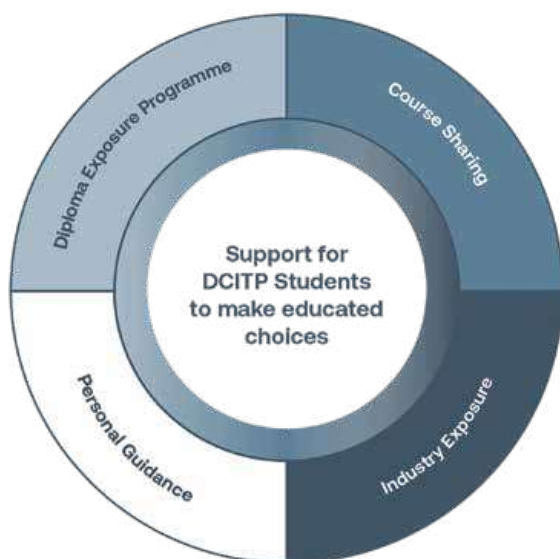 Diploma Exposure Programme
Course Sharing
Support for
DCITP Students
to make educated
choices
Personal Guidance
Industry Exposure